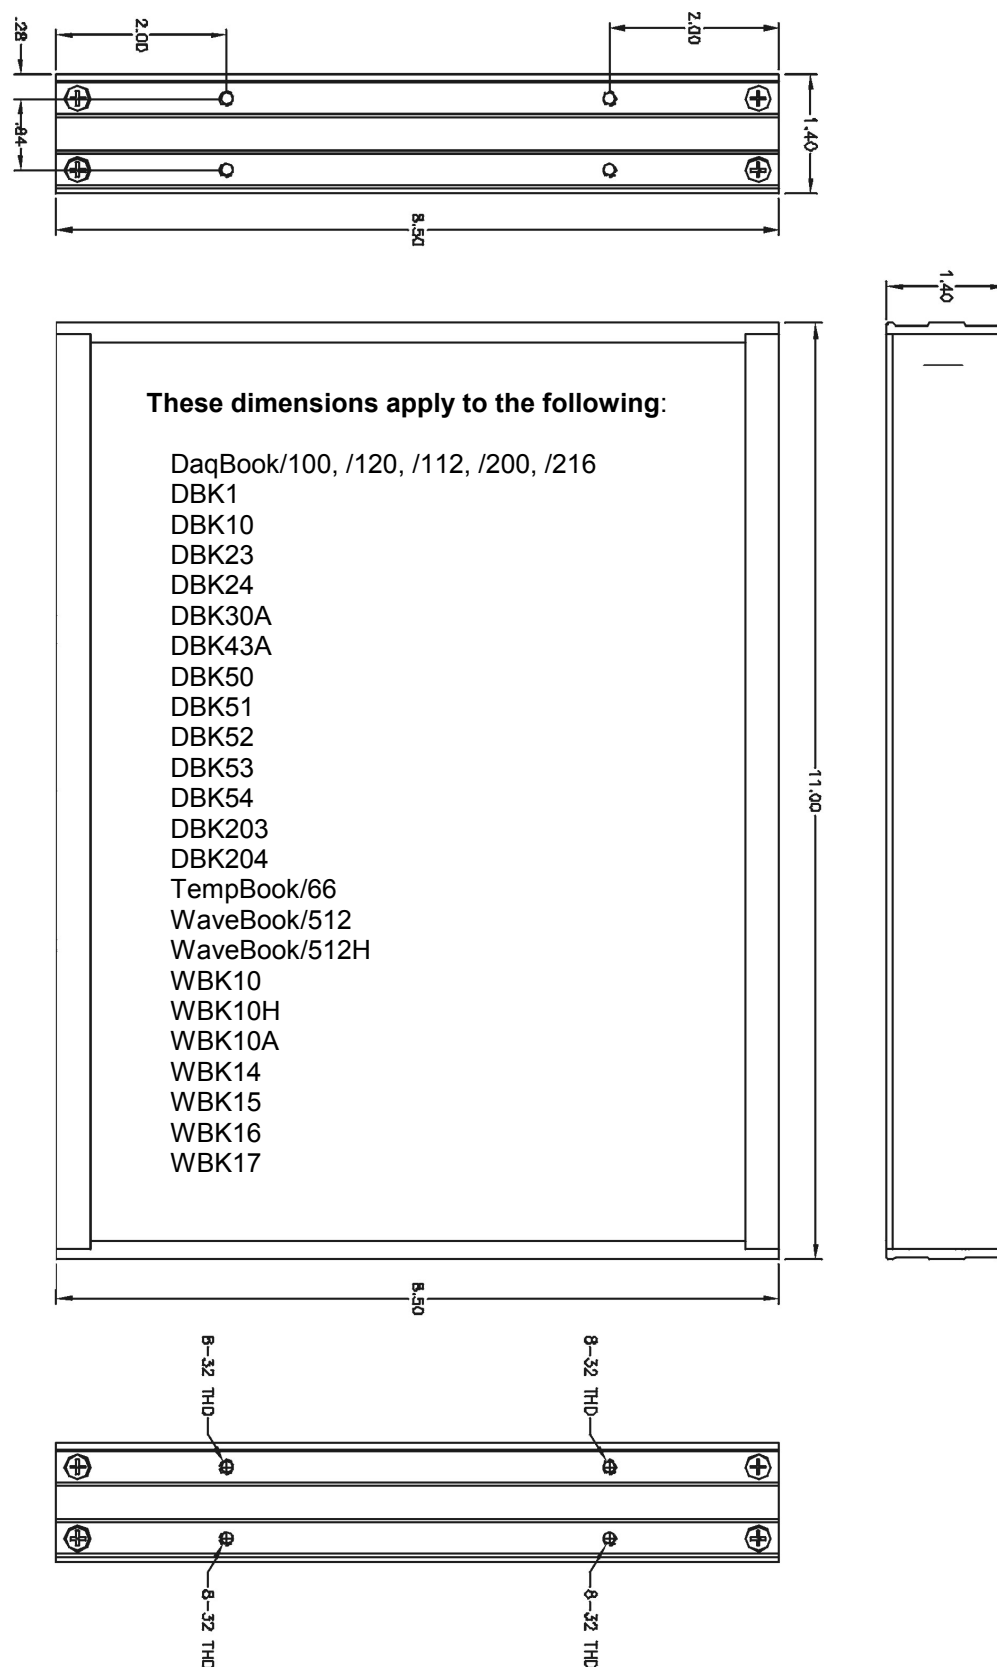 2.00
2.00
.28
.84
1.40
8.50
1.40
These dimensions apply to the following:
DaqBook/100, /120, /112, /200, /216
DBK1
DBK10
DBK23
DBK24
DBK30A
DBK43A
DBK50
DBK51
DBK52
DBK53
DBK54
DBK203
DBK204
TempBook/66
WaveBook/512
WaveBook/512H
WBK10
WBK10H
WBK10A
WBK14
WBK15
WBK16
WBK17
11.00
8.50
8-32 THD
8-32 THD
8-32 THD
8-32 THD